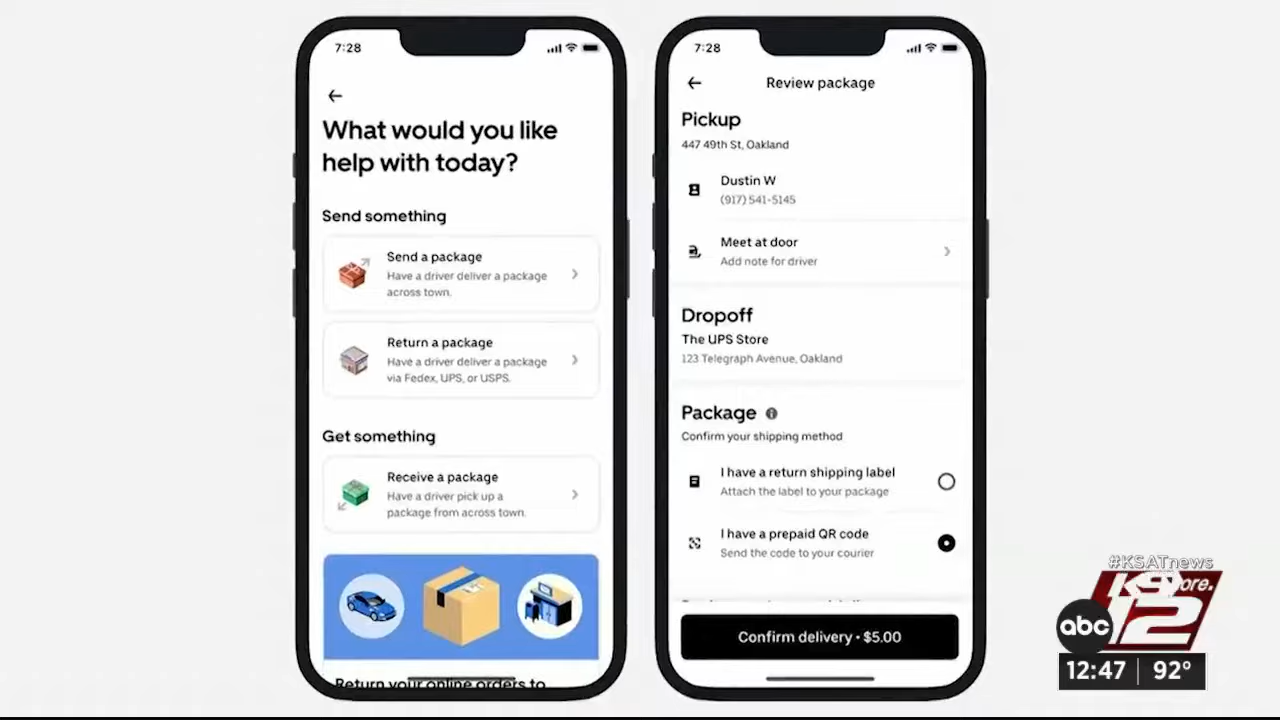 7:28
What would you like
help with today?
Send something
Send a package
Have a driver deliver a package
across town.
Return a package
Have a driver deliver a package
via Fedex, UPS, or USPS.
Get something
Receive a package
Have a driver pick up a
package from across town.
Return your online orders to
7:28
Review package
Pickup
447 49th St, Oakland
Dustin W
(917) 541-5145
Meet at door
Add note for driver
Dropoff
The UPS Store
123 Telegraph Avenue, Oakland
Package
Confirm your shipping method
I have a return shipping label
Attach the label to your package
I have a prepaid QR code
Send the code to your courier
Confirm delivery • $5.00
#KSATnews
abc
12
12:47 92°